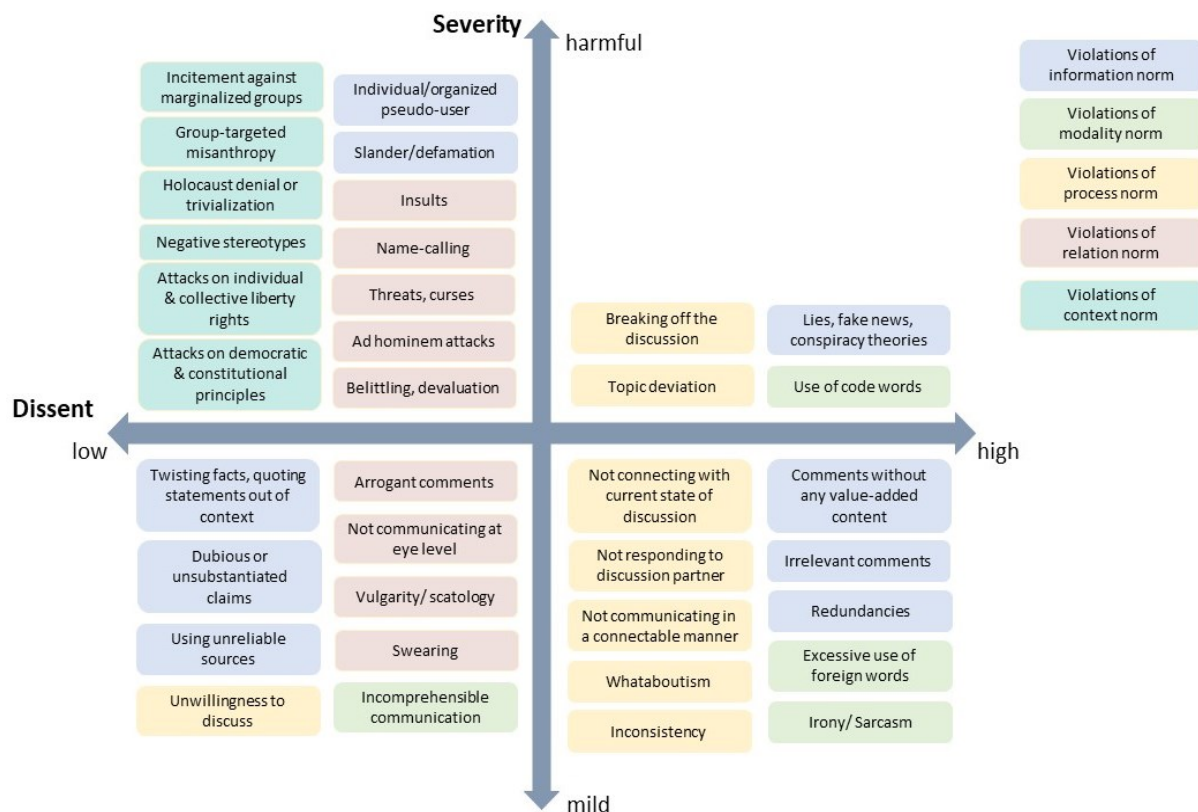 Severity
harmful
Incitement against
marginalized groups
Group-targeted
misanthropy
Holocaust denial or
trivialization
Negative stereotypes
Attacks on individual
& collective liberty
rights
Attacks on democratic
& constitutional
principles
Individual/organized
pseudo-user
Slander/defamation
Insults
Name-calling
Threats, curses
Ad hominem attacks
Belittling, devaluation
Breaking off the
discussion
Topic deviation
Lies, fake news,
conspiracy theories
Use of code words
Violations of
information norm
Violations of
modality norm
Violations of
process norm
Violations of
relation norm
Violations of
context norm
Dissent
low
high
Twisting facts, quoting
statements out of
context
Dubious or
unsubstantiated
claims
Using unreliable
sources
Unwillingness to
discuss
Arrogant comments
Not communicating at
eye level
Vulgarity/ scatology
Swearing
Incomprehensible
communication
Not connecting with
current state of
discussion
Not responding to
discussion partner
Not communicating in
a connectable manner
Whataboutism
Inconsistency
Comments without
any value-added
content
Irrelevant comments
Redundancies
Excessive use of
foreign words
Irony/ Sarcasm
mild